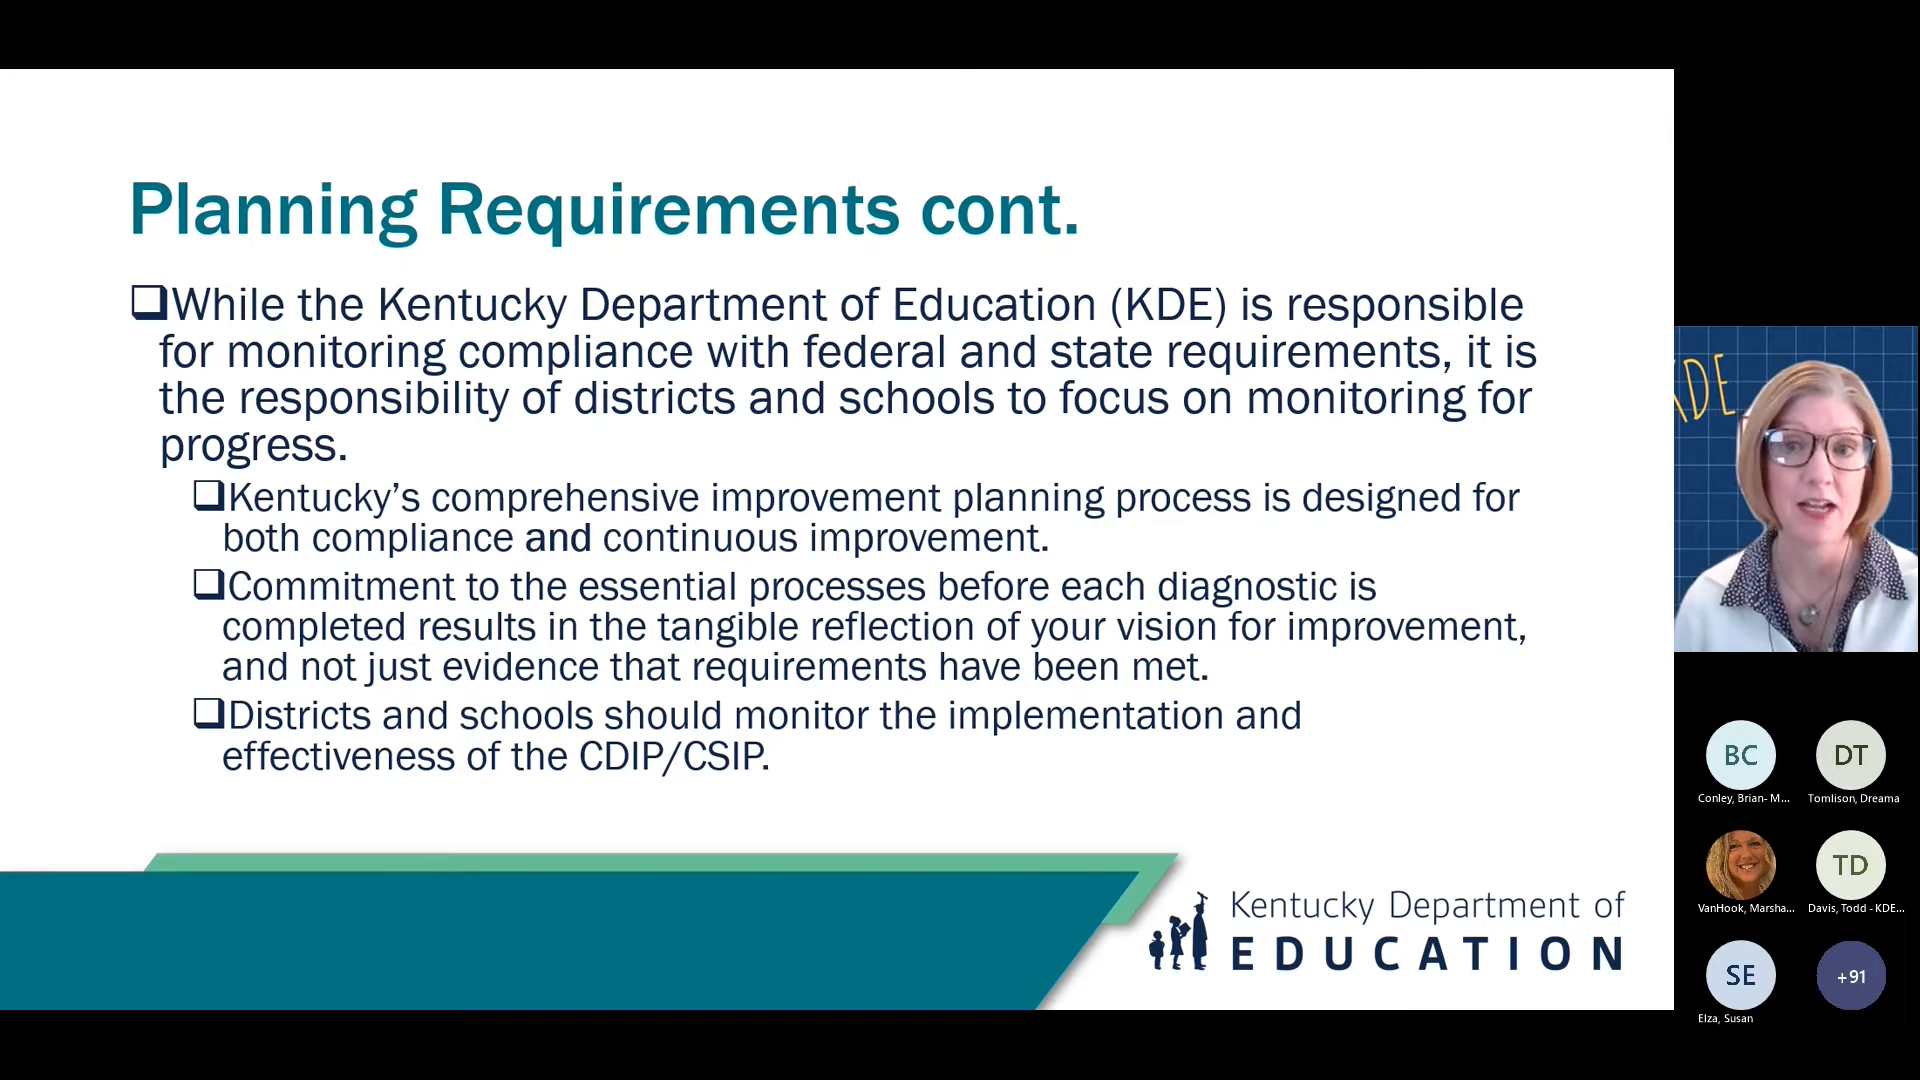 Planning Requirements cont.
While the Kentucky Department of Education (KDE) is responsible
for monitoring compliance with federal and state requirements, it is
the responsibility of districts and schools to focus on monitoring for
progress.
Kentucky’s comprehensive improvement planning process is designed for
both compliance and continuous improvement.
Commitment to the essential processes before each diagnostic is
completed results in the tangible reflection of your vision for improvement,
and not just evidence that requirements have been met.
Districts and schools should monitor the implementation and
effectiveness of the CDIP/CSIP.
Kentucky Department of
EDUCATION
KDE
BC
DT
Conley, Brian- M...
Tomlison, Dreama
TD
VanHook, Marsha...
Davis, Todd - KDE...
SE
+91
Elza, Susan